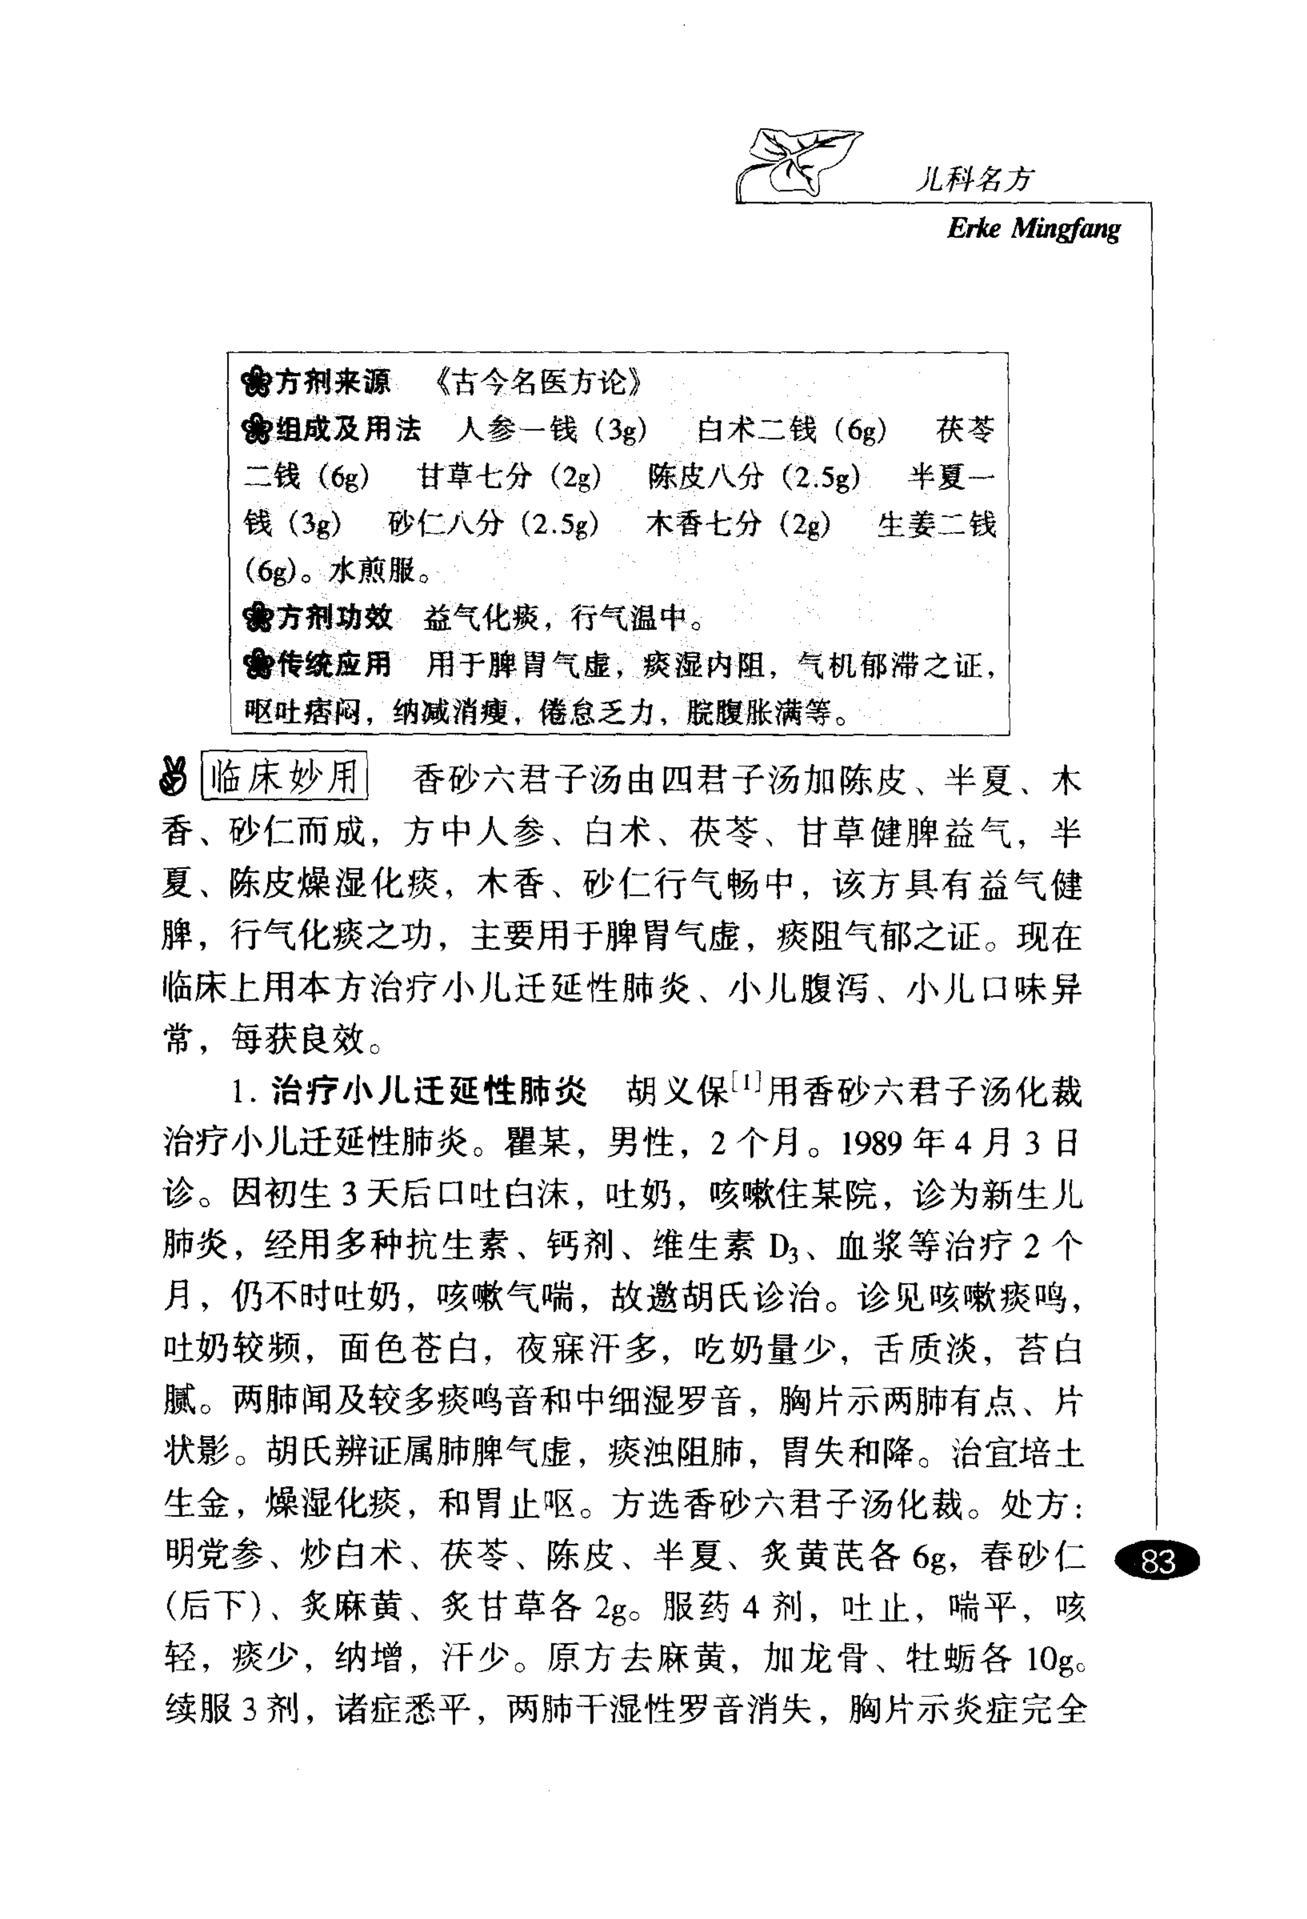 儿科名方
Erke Mingfang
方剂来源　《古今名医方论》
组成及用法　人参一钱（3g）　白术二钱（6g）　茯苓
二钱（6g）　甘草七分（2g）　陈皮八分（2.5g）　半夏一
钱（3g）　砂仁八分（2.5g）　木香七分（2g）　生姜二钱
（6g）。水煎服。
方剂功效　益气化痰，行气温中。
传统应用　用于脾胃气虚，痰湿内阻，气机郁滞之证，
呕吐痞闷，纳减消瘦，倦怠乏力，脘腹胀满等。
临床妙用　香砂六君子汤由四君子汤加陈皮、半夏、木
香、砂仁而成，方中人参、白术、茯苓、甘草健脾益气，半
夏、陈皮燥湿化痰，木香、砂仁行气畅中，该方具有益气健
脾，行气化痰之功，主要用于脾胃气虚，痰阻气郁之证。现在
临床上用本方治疗小儿迁延性肺炎、小儿腹泻、小儿口味异
常，每获良效。
1. 治疗小儿迁延性肺炎　胡义保[1]用香砂六君子汤化裁
治疗小儿迁延性肺炎。瞿某，男性，2个月。1989年4月3日
诊。因初生3天后口吐白沫，吐奶，咳嗽住某院，诊为新生儿
肺炎，经用多种抗生素、钙剂、维生素D₃、血浆等治疗2个
月，仍不时吐奶，咳嗽气喘，故邀胡氏诊治。诊见咳嗽痰鸣，
吐奶较频，面色苍白，夜寐汗多，吃奶量少，舌质淡，苔白
腻。两肺闻及较多痰鸣音和中细湿罗音，胸片示两肺有点、片
状影。胡氏辨证属肺脾气虚，痰浊阻肺，胃失和降。治宜培土
生金，燥湿化痰，和胃止呕。方选香砂六君子汤化裁。处方：
明党参、炒白术、茯苓、陈皮、半夏、炙黄芪各6g，春砂仁
（后下）、炙麻黄、炙甘草各2g。服药4剂，吐止，喘平，咳
轻，痰少，纳增，汗少。原方去麻黄，加龙骨、牡蛎各10g。
续服3剂，诸症悉平，两肺干湿性罗音消失，胸片示炎症完全
83